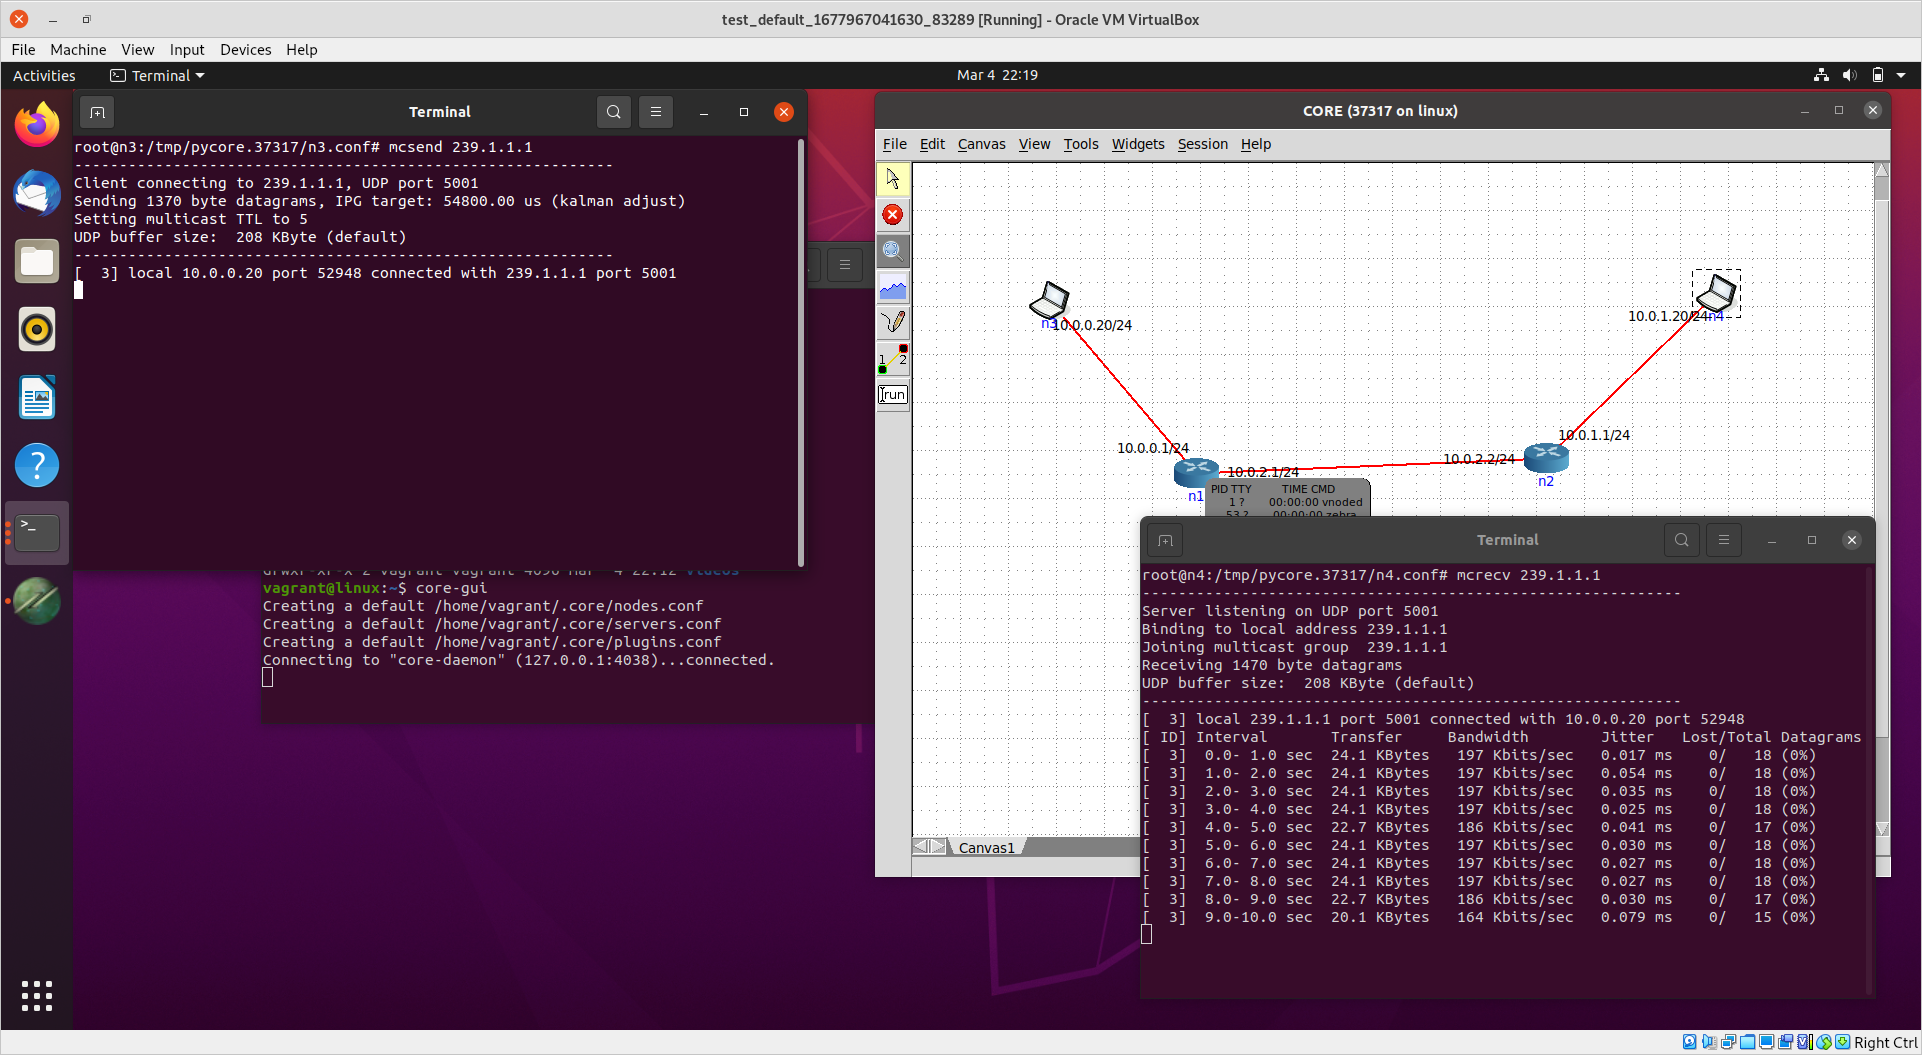 test_default_1677967041630_83289 [Running] - Oracle VM VirtualBox
File Machine View Input Devices Help
Activities Terminal Mar 4 22:19
Terminal
root@n3:/tmp/pycore.37317/n3.conf# mcsend 239.1.1.1
------------------------------------------------------------
Client connecting to 239.1.1.1, UDP port 5001
Sending 1370 byte datagrams, IPG target: 54800.00 us (kalman adjust)
Setting multicast TTL to 5
UDP buffer size:  208 KByte (default)
------------------------------------------------------------
[  3] local 10.0.0.20 port 52948 connected with 239.1.1.1 port 5001
drwxr-xr-x 2 vagrant vagrant 4096 Mar  4 22:12 Videos
vagrant@linux:~$ core-gui
Creating a default /home/vagrant/.core/nodes.conf
Creating a default /home/vagrant/.core/servers.conf
Creating a default /home/vagrant/.core/plugins.conf
Connecting to "core-daemon" (127.0.0.1:4038)...connected.
CORE (37317 on linux)
File Edit Canvas View Tools Widgets Session Help
1 2
run
n3
10.0.0.20/24
10.0.1.20/24
n4
10.0.0.1/24
10.0.2.1/24
n1
10.0.2.2/24
10.0.1.1/24
n2
PID TTY TIME CMD
1 ? 00:00:00 vnoded
53 ? 00:00:00 zebra
Canvas1
Terminal
root@n4:/tmp/pycore.37317/n4.conf# mcrecv 239.1.1.1
------------------------------------------------------------
Server listening on UDP port 5001
Binding to local address 239.1.1.1
Joining multicast group  239.1.1.1
Receiving 1470 byte datagrams
UDP buffer size:  208 KByte (default)
------------------------------------------------------------
[  3] local 239.1.1.1 port 5001 connected with 10.0.0.20 port 52948
[ ID] Interval       Transfer     Bandwidth        Jitter   Lost/Total Datagrams
[  3]  0.0- 1.0 sec  24.1 KBytes   197 Kbits/sec   0.017 ms    0/   18 (0%)
[  3]  1.0- 2.0 sec  24.1 KBytes   197 Kbits/sec   0.054 ms    0/   18 (0%)
[  3]  2.0- 3.0 sec  24.1 KBytes   197 Kbits/sec   0.035 ms    0/   18 (0%)
[  3]  3.0- 4.0 sec  24.1 KBytes   197 Kbits/sec   0.025 ms    0/   18 (0%)
[  3]  4.0- 5.0 sec  22.7 KBytes   186 Kbits/sec   0.041 ms    0/   17 (0%)
[  3]  5.0- 6.0 sec  24.1 KBytes   197 Kbits/sec   0.030 ms    0/   18 (0%)
[  3]  6.0- 7.0 sec  24.1 KBytes   197 Kbits/sec   0.027 ms    0/   18 (0%)
[  3]  7.0- 8.0 sec  24.1 KBytes   197 Kbits/sec   0.027 ms    0/   18 (0%)
[  3]  8.0- 9.0 sec  22.7 KBytes   186 Kbits/sec   0.030 ms    0/   17 (0%)
[  3]  9.0-10.0 sec  20.1 KBytes   164 Kbits/sec   0.079 ms    0/   15 (0%)
Right Ctrl